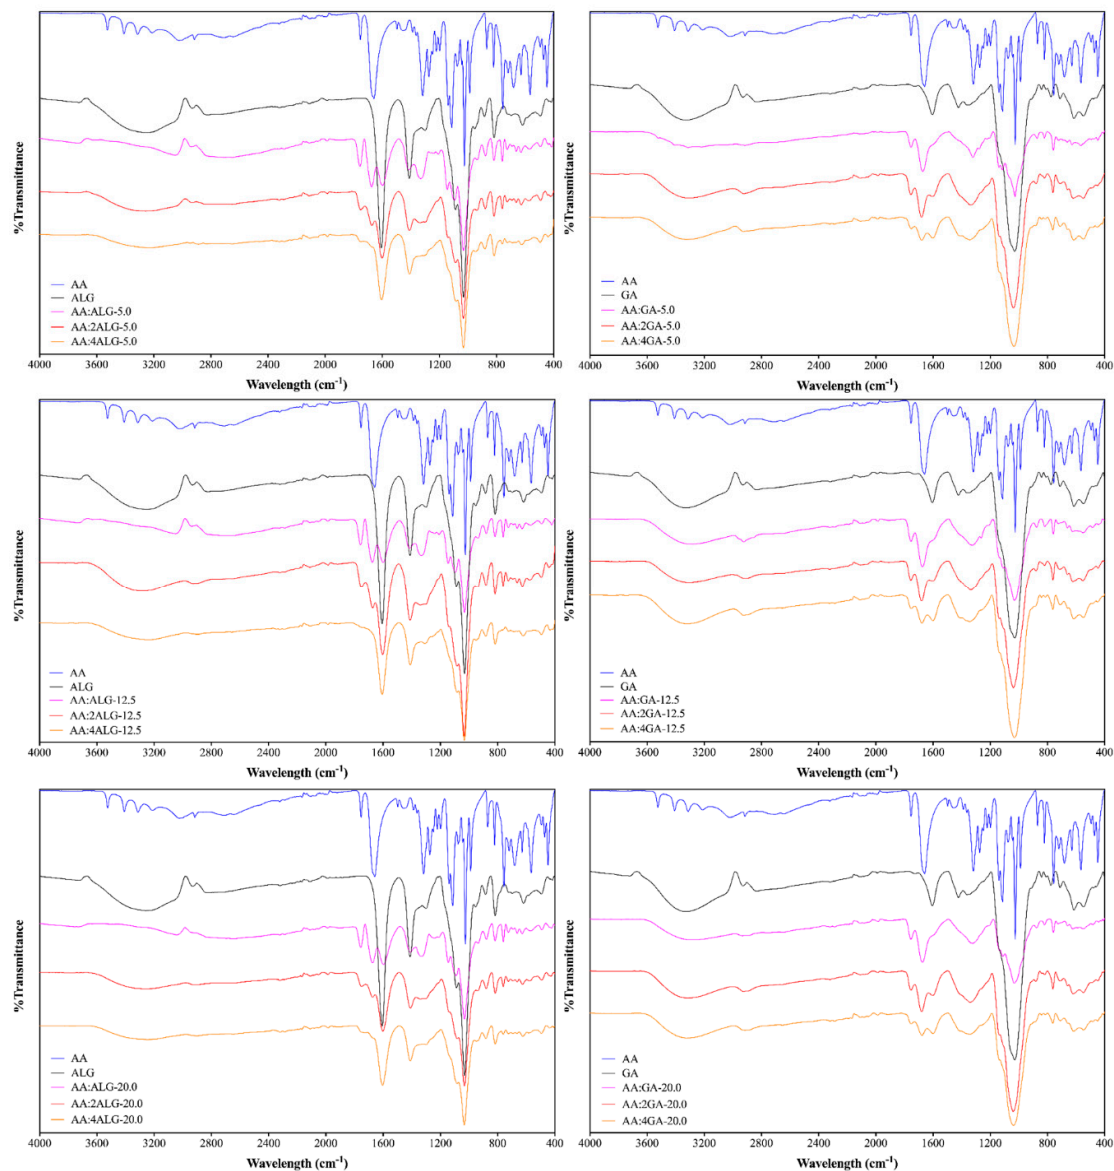 %Transmittance
AA
ALG
AA:ALG-5.0
AA:2ALG-5.0
AA:4ALG-5.0
4000 3600 3200 2800 2400 2000 1600 1200 800 400
Wavelength (cm⁻¹)
%Transmittance
AA
GA
AA:GA-5.0
AA:2GA-5.0
AA:4GA-5.0
4000 3600 3200 2800 2400 2000 1600 1200 800 400
Wavelength (cm⁻¹)
%Transmittance
AA
ALG
AA:ALG-12.5
AA:2ALG-12.5
AA:4ALG-12.5
4000 3600 3200 2800 2400 2000 1600 1200 800 400
Wavelength (cm⁻¹)
%Transmittance
AA
GA
AA:GA-12.5
AA:2GA-12.5
AA:4GA-12.5
4000 3600 3200 2800 2400 2000 1600 1200 800 400
Wavelength (cm⁻¹)
%Transmittance
AA
ALG
AA:ALG-20.0
AA:2ALG-20.0
AA:4ALG-20.0
4000 3600 3200 2800 2400 2000 1600 1200 800 400
Wavelength (cm⁻¹)
%Transmittance
AA
GA
AA:GA-20.0
AA:2GA-20.0
AA:4GA-20.0
4000 3600 3200 2800 2400 2000 1600 1200 800 400
Wavelength (cm⁻¹)